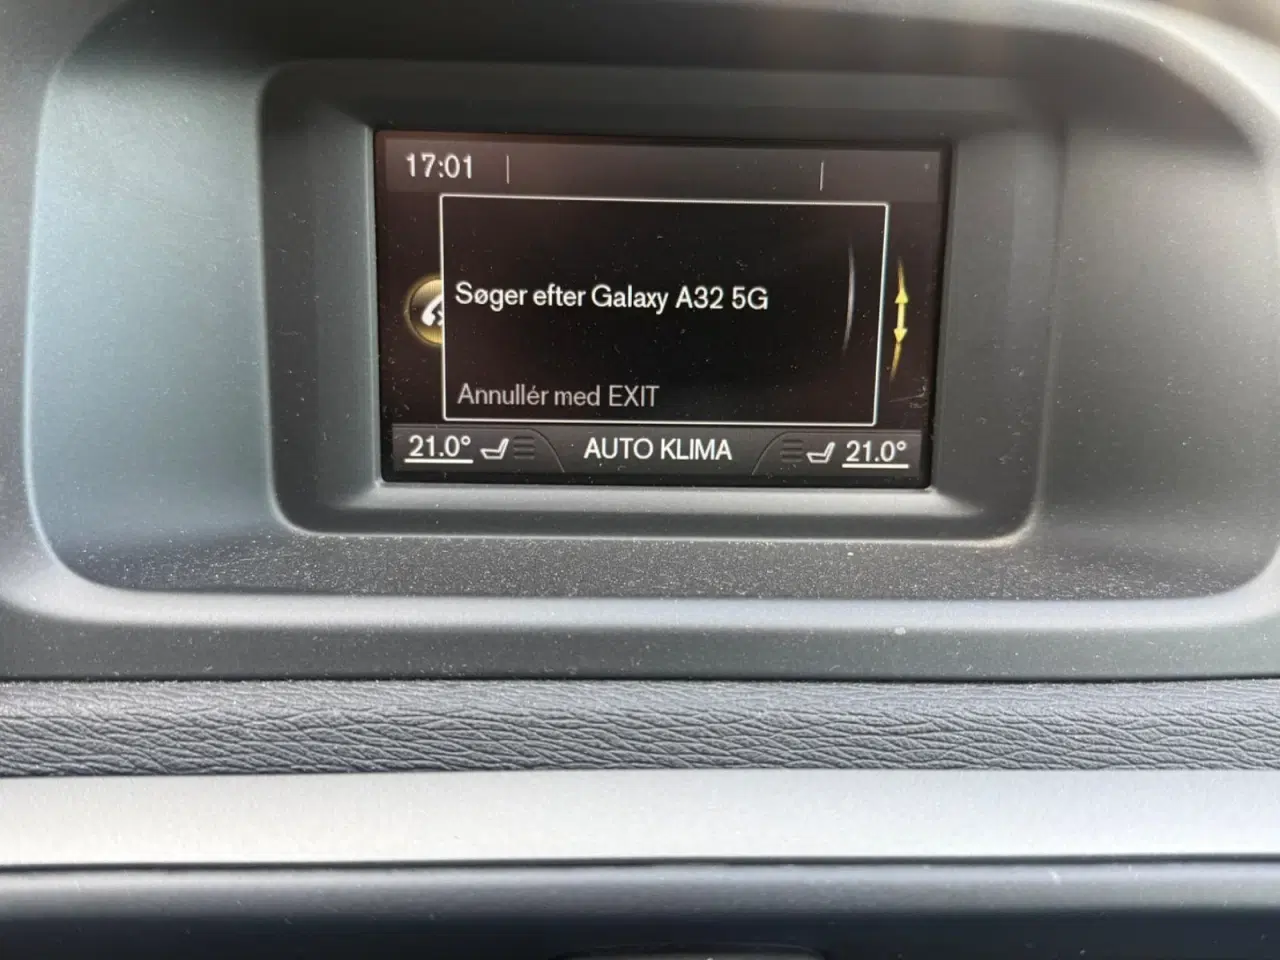 17:01
Søger efter Galaxy A32 5G
Annullér med EXIT
21.0° AUTO KLIMA 21.0°